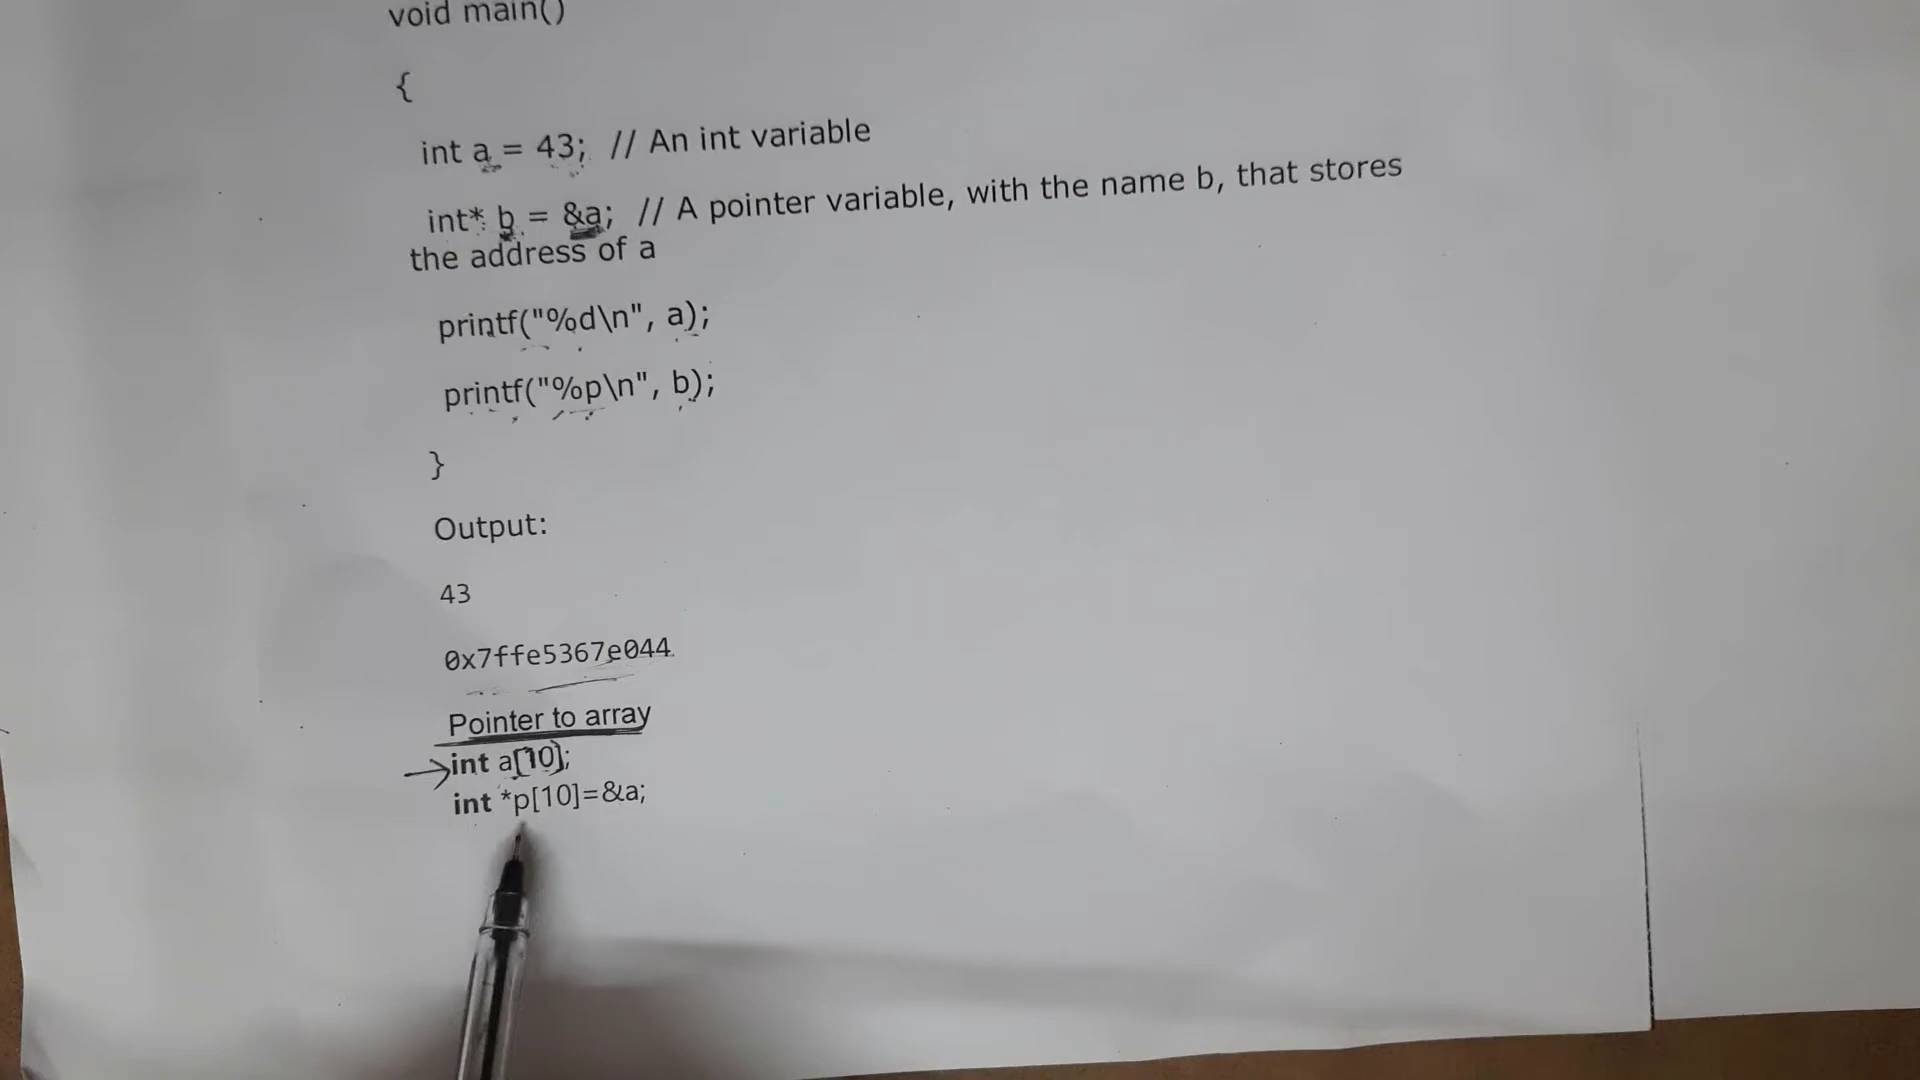 void main()
{
int a = 43; // An int variable
int* b = &a; // A pointer variable, with the name b, that stores
the address of a
printf("%d\n", a);
printf("%p\n", b);
}
Output:
43
0x7ffe5367e044
Pointer to array
int a[10];
int *p[10]=&a;